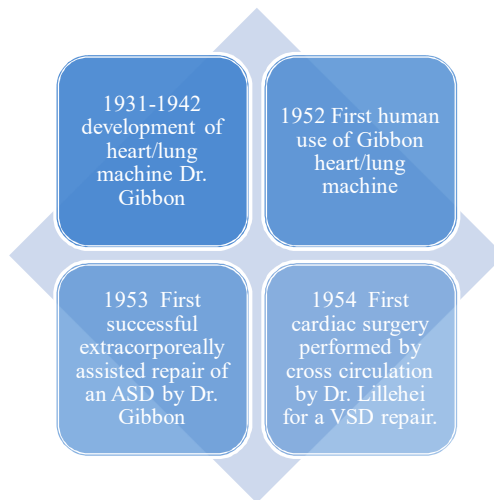 1931-1942
development of
heart/lung
machine Dr.
Gibbon
1952 First human
use of Gibbon
heart/lung
machine
1953  First
successful
extracorporeally
assisted repair of
an ASD by Dr.
Gibbon
1954  First
cardiac surgery
performed by
cross circulation
by Dr. Lillehei
for a VSD repair.